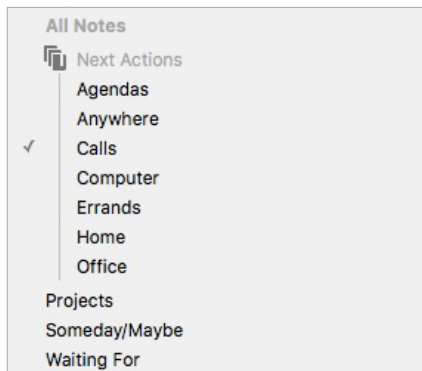 All Notes
Next Actions
Agendas
Anywhere
Calls
Computer
Errands
Home
Office
Projects
Someday/Maybe
Waiting For